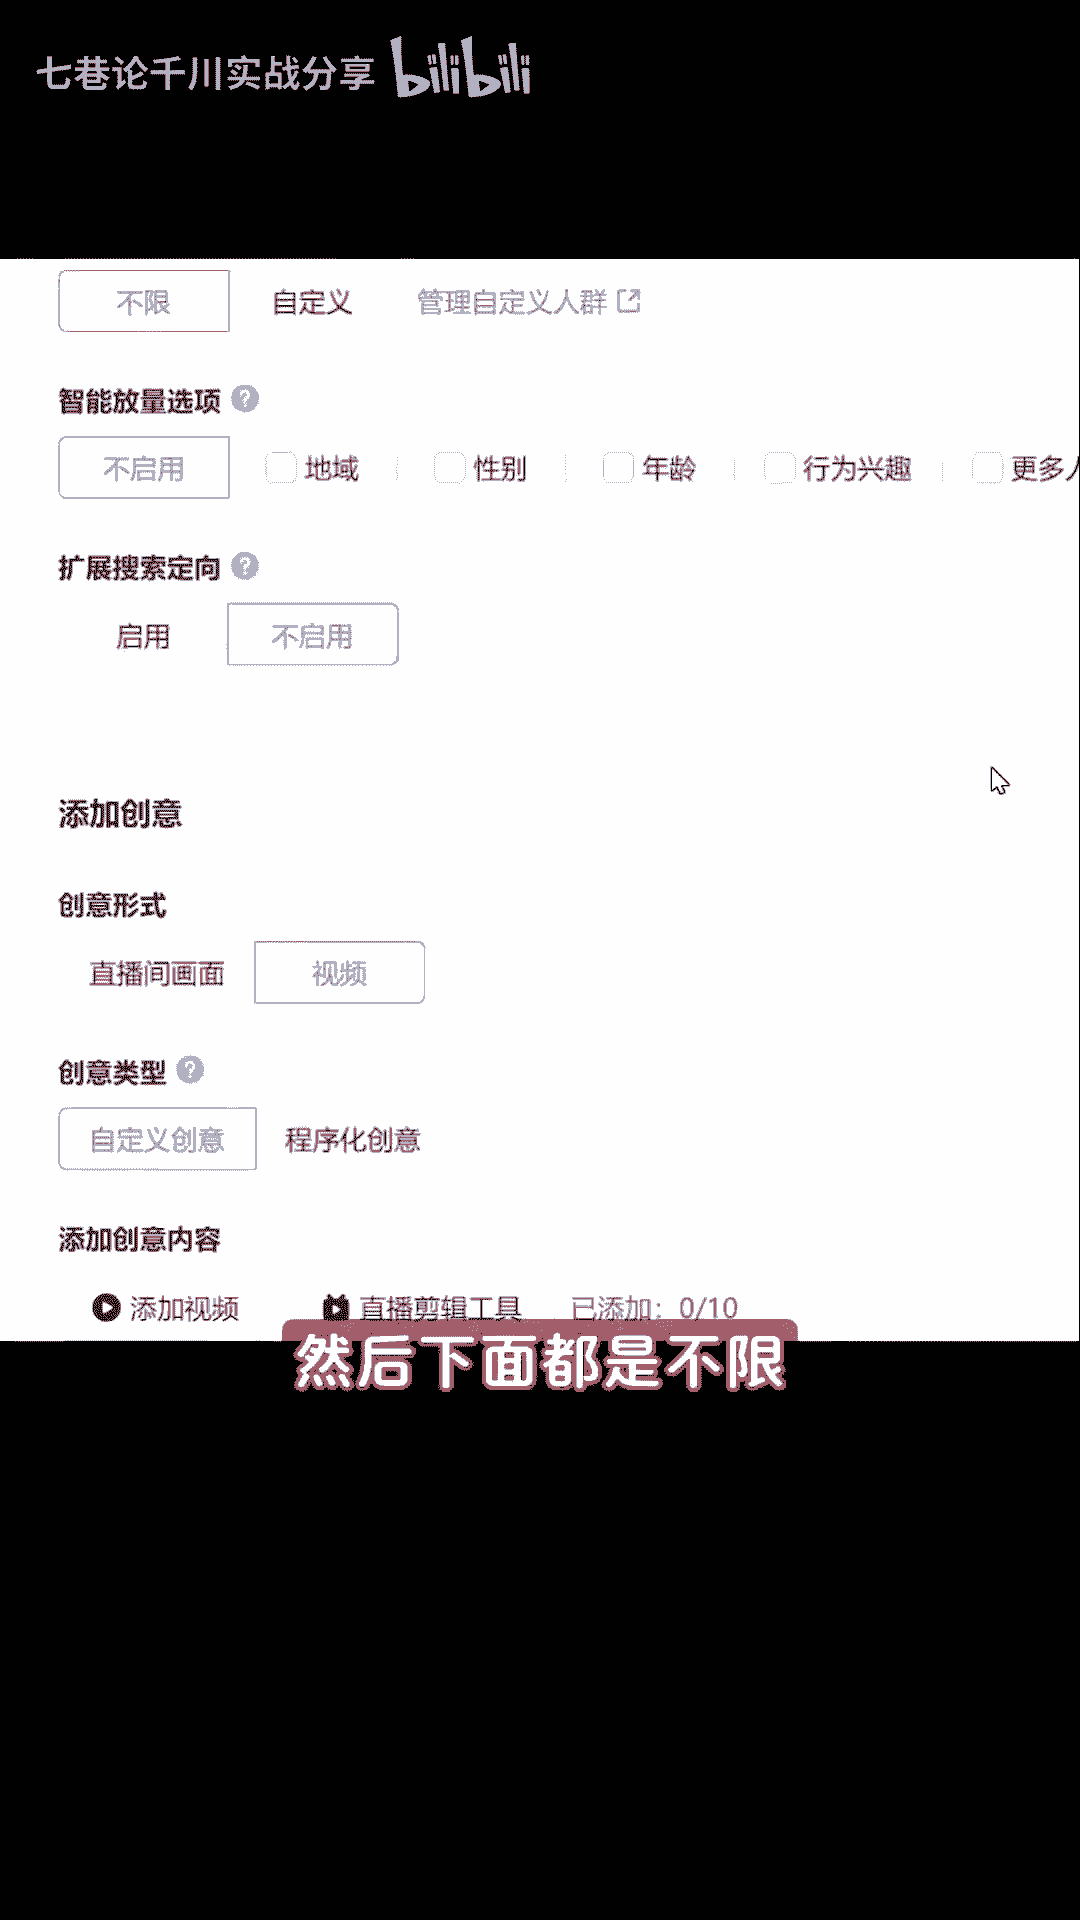 七巷论千川实战分享 bilibili
不限 自定义 管理自定义人群
智能放量选项 ?
不启用 地域 性别 年龄 行为兴趣 更多人
扩展搜索定向 ?
启用 不启用
添加创意
创意形式
直播间画面 视频
创意类型 ?
自定义创意 程序化创意
添加创意内容
添加视频 直播剪辑工具 已添加：0/10
然后下面都是不限